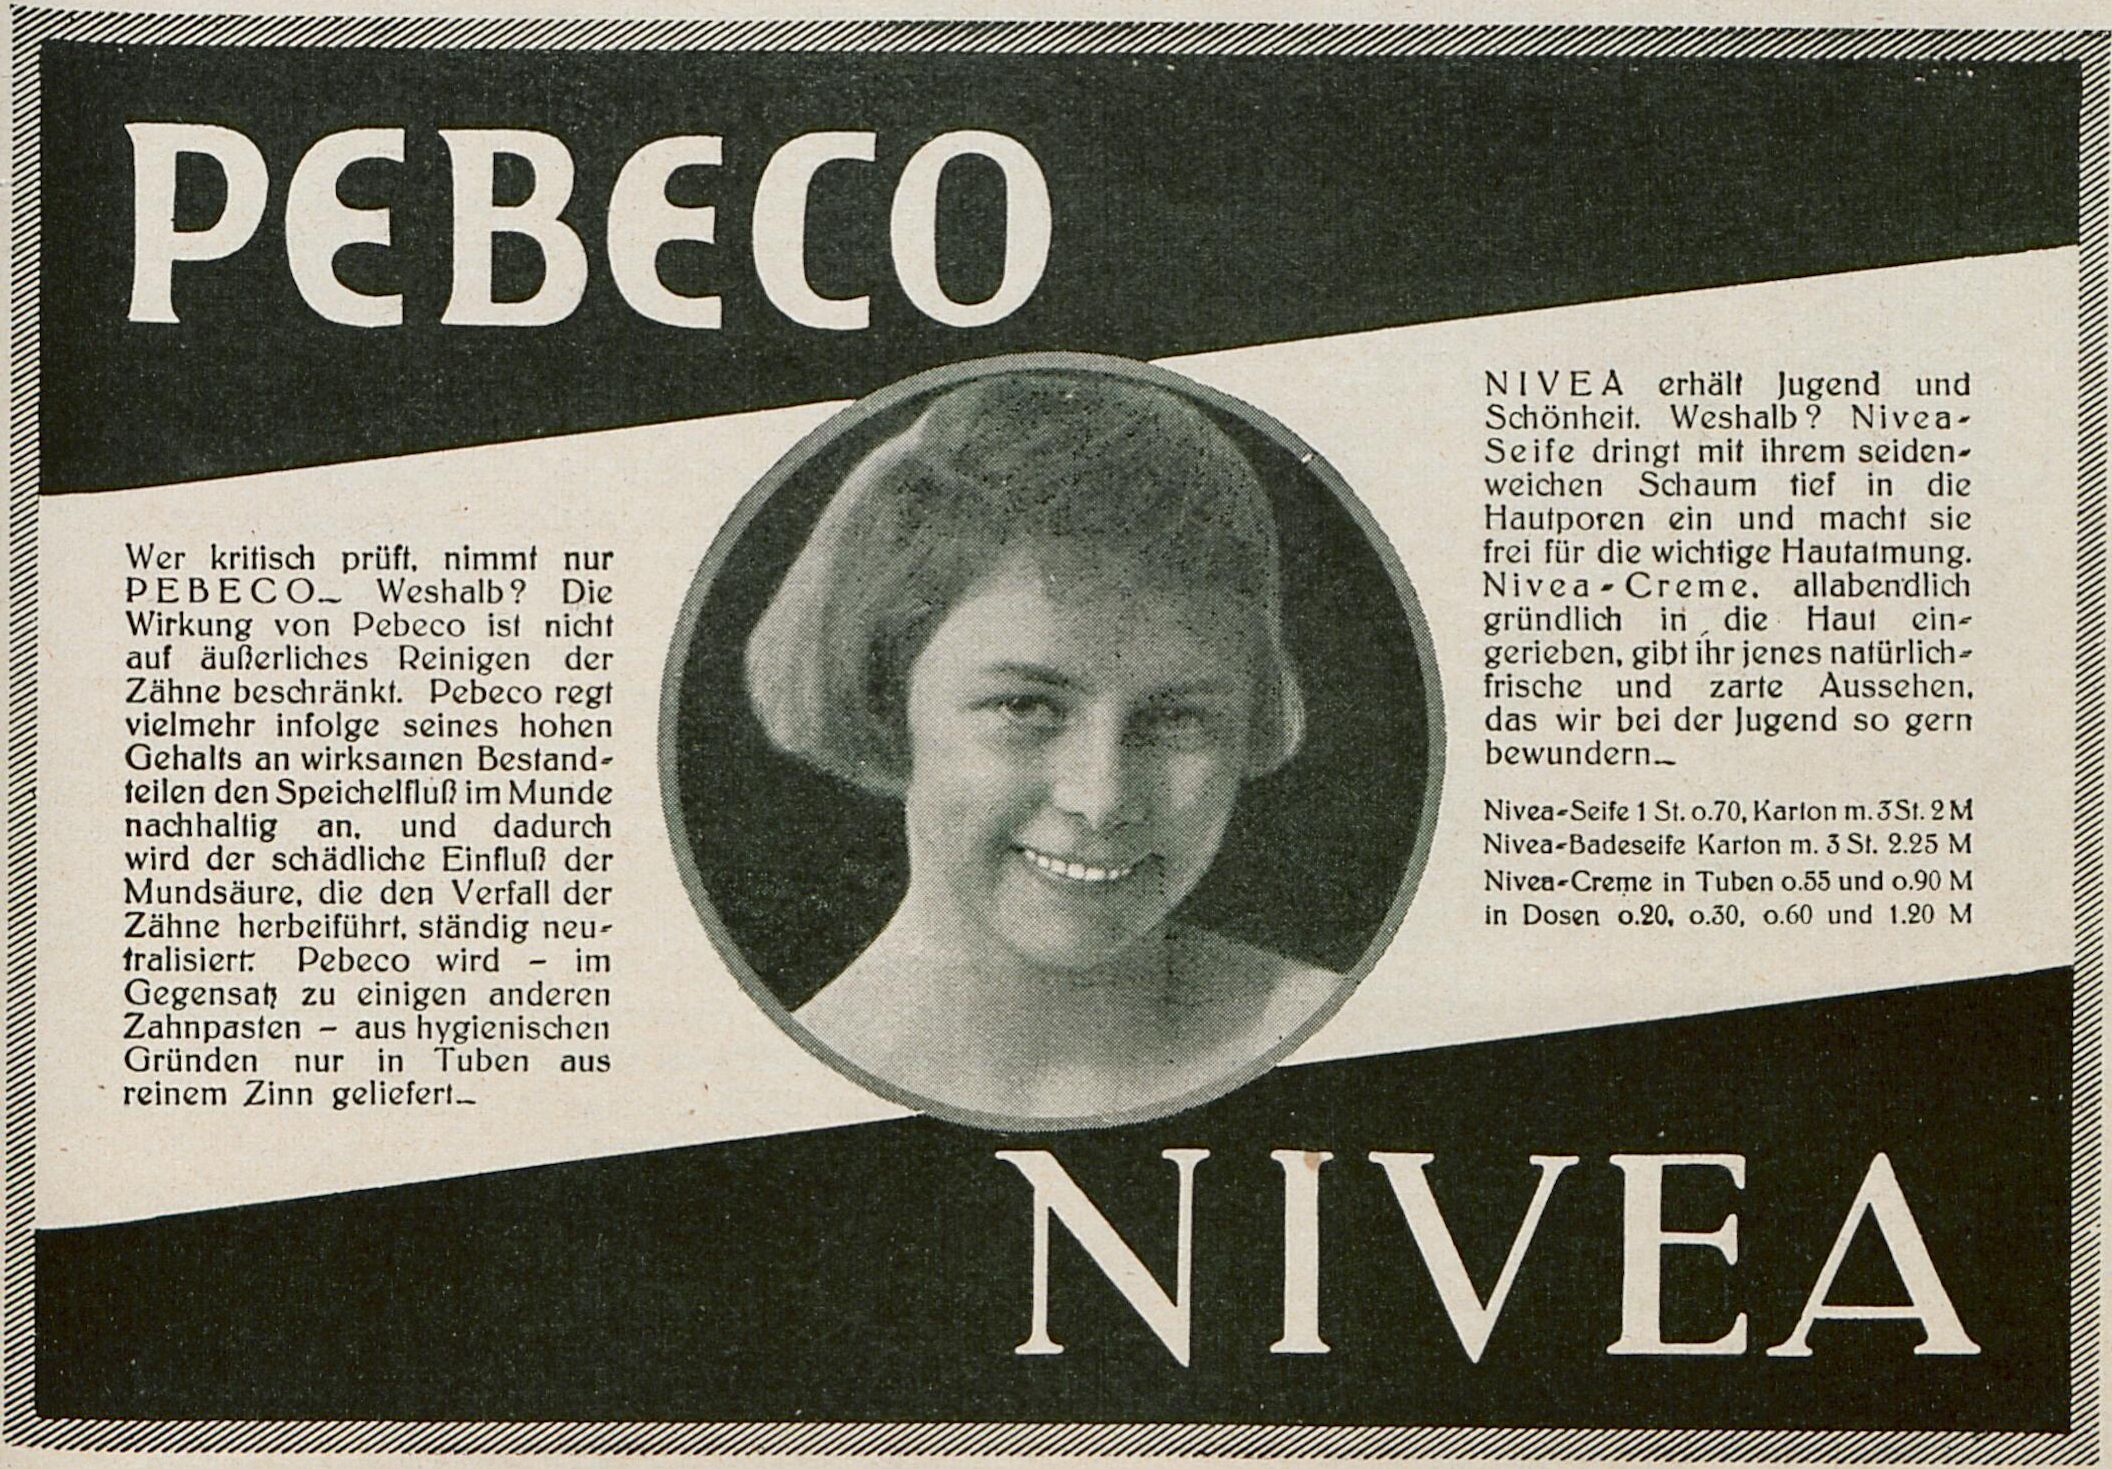 PEBECO
Wer kritisch prüft, nimmt nur
PEBECO_ Weshalb? Die
Wirkung von Pebeco ist nicht
auf äußerliches Reinigen der
Zähne beschränkt. Pebeco regt
vielmehr infolge seines hohen
Gehalts an wirksamen Bestand-
teilen den Speichelfluß im Munde
nachhaltig an, und dadurch
wird der schädliche Einfluß der
Mundsäure, die den Verfall der
Zähne herbeiführt, ständig neu-
tralisiert. Pebeco wird - im
Gegensatz zu einigen anderen
Zahnpasten - aus hygienischen
Gründen nur in Tuben aus
reinem Zinn geliefert_
NIVEA erhält Jugend und
Schönheit. Weshalb? Nivea-
Seife dringt mit ihrem seiden-
weichen Schaum tief in die
Hautporen ein und macht sie
frei für die wichtige Hautatmung.
Nivea-Creme, allabendlich
gründlich in die Haut ein-
gerieben, gibt ihr jenes natürlich-
frische und zarte Aussehen,
das wir bei der Jugend so gern
bewundern_
Nivea-Seife 1 St. 0.70, Karton m. 3 St. 2 M
Nivea-Badeseife Karton m. 3 St. 2.25 M
Nivea-Creme in Tuben 0.55 und 0.90 M
in Dosen 0.20, 0.30, 0.60 und 1.20 M
NIVEA